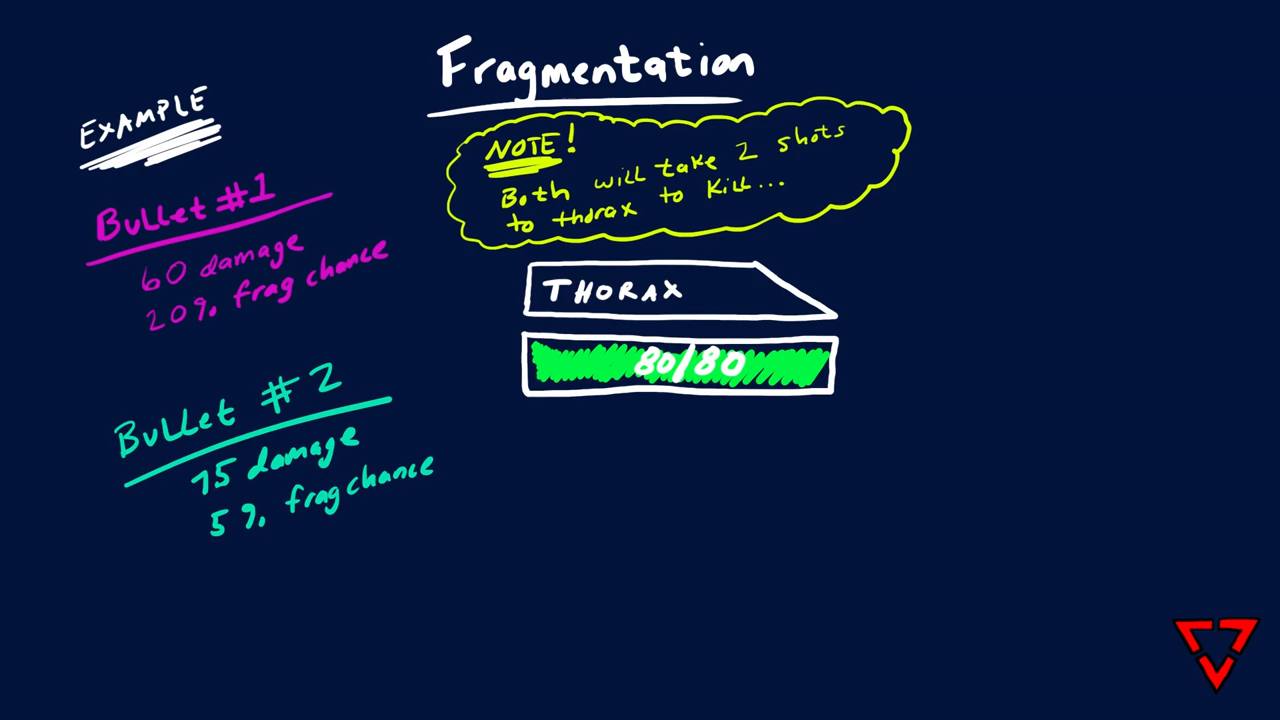 Fragmentation
EXAMPLE
NOTE!
Both will take 2 shots
to thorax to kill...
Bullet #1
60 damage
20% frag chance
THORAX
80/80
Bullet #2
75 damage
5% frag chance